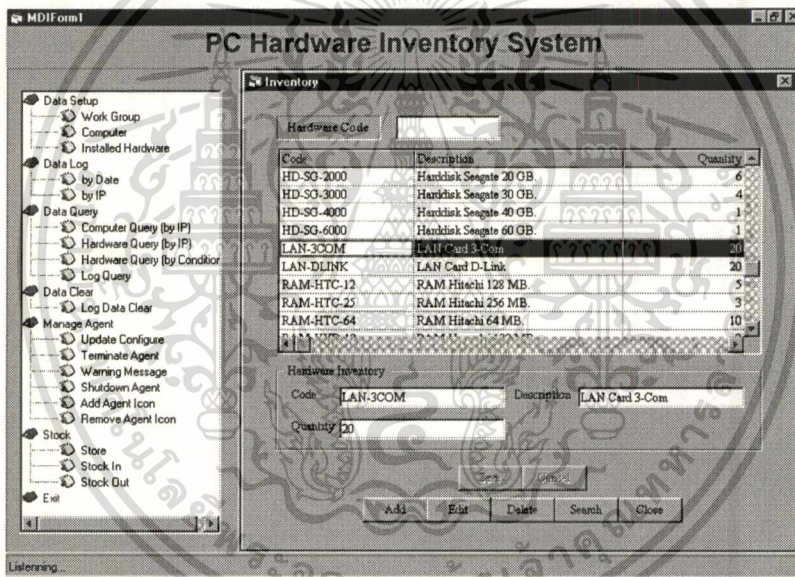 MDIForm1
PC Hardware Inventory System
Data Setup
Work Group
Computer
Installed Hardware
Data Log
by Date
by IP
Data Query
Computer Query (by IP)
Hardware Query (by IP)
Hardware Query (by Condition
Log Query
Data Clear
Log Data Clear
Manage Agent
Update Configure
Terminate Agent
Warning Message
Shutdown Agent
Add Agent Icon
Remove Agent Icon
Stock
Store
Stock In
Stock Out
Exit
Inventory
Hardware Code
Code Description Quantity
HD-SG-2000 Harddisk Seagate 20 GB. 6
HD-SG-3000 Harddisk Seagate 30 GB. 4
HD-SG-4000 Harddisk Seagate 40 GB. 1
HD-SG-6000 Harddisk Seagate 60 GB. 1
LAN-3COM LAN Card 3-Com 20
LAN-DLINK LAN Card D-Link 20
RAM-HTC-12 RAM Hitachi 128 MB. 5
RAM-HTC-25 RAM Hitachi 256 MB. 3
RAM-HTC-64 RAM Hitachi 64 MB. 10
Hardware Inventory
Code LAN-3COM Description LAN Card 3-Com
Quantity 20
Save Cancel
Add Edit Delete Search Close
Listenning...